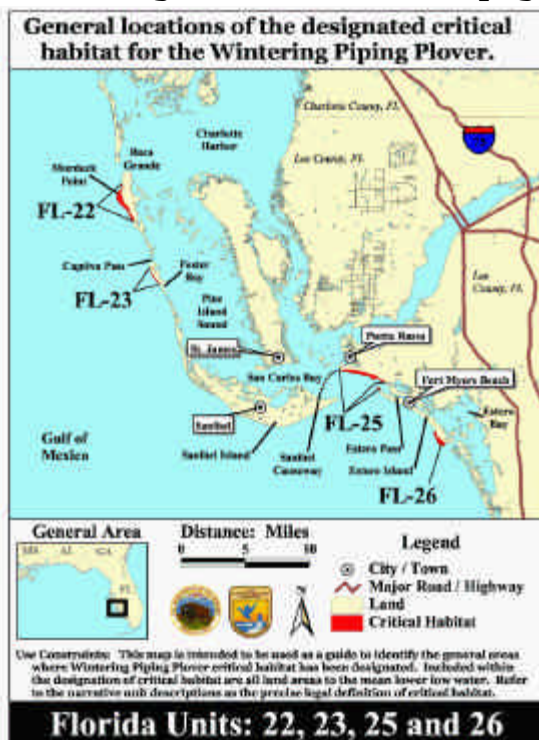 General locations of the designated critical
habitat for the Wintering Piping Plover.
Charlotte County, FL
Charlotte
Harbor
Lee County, FL
Boca
Grande
Murdock
Point
FL-22
Captiva Pass
Foster
Bay
FL-23
Lee
County, FL
Pine
Island
Sound
St. James
Punta Rassa
San Carlos Bay
Fort Myers Beach
Sanibel
FL-25
Estero
Bay
Gulf of
Mexico
Sanibel Island
Sanibel
Causeway
Estero Pass
Estero Island
FL-26
General Area
AL
GA
FL
Distance: Miles
0 5 10
N
Legend
City / Town
Major Road / Highway
Land
Critical Habitat
Use Constraints: This map is intended to be used as a guide to identify the general areas
where Wintering Piping Plover critical habitat has been designated. Included within
the designation of critical habitat are all land areas to the mean lower low water. Refer
to the narrative unit descriptions as the precise legal definition of critical habitat.
Florida Units: 22, 23, 25 and 26